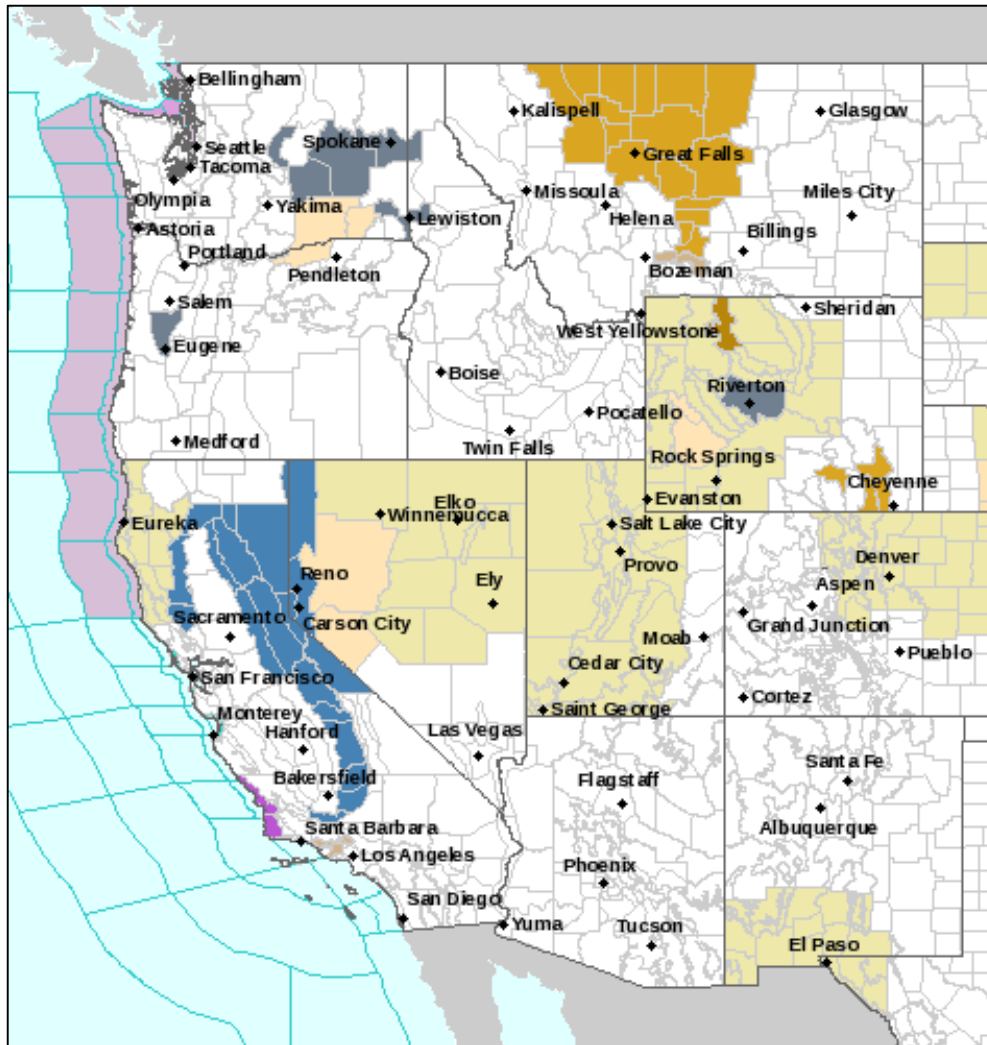 Bellingham
Kalispell
Glasgow
Spokane
Seattle
Great Falls
Tacoma
Olympia
Missoula
Miles City
Yakima
Helena
Lewiston
Astoria
Billings
Portland
Pendleton
Bozeman
Salem
Sheridan
West Yellowstone
Eugene
Boise
Riverton
Pocatello
Medford
Twin Falls
Rock Springs
Cheyenne
Evanston
Elko
Winnemucca
Eureka
Salt Lake City
Denver
Provo
Reno
Ely
Aspen
Sacramento
Carson City
Grand Junction
Moab
Pueblo
Cedar City
San Francisco
Cortez
Saint George
Monterey
Hanford
Las Vegas
Santa Fe
Bakersfield
Flagstaff
Albuquerque
Santa Barbara
Los Angeles
Phoenix
San Diego
Yuma
Tucson
El Paso